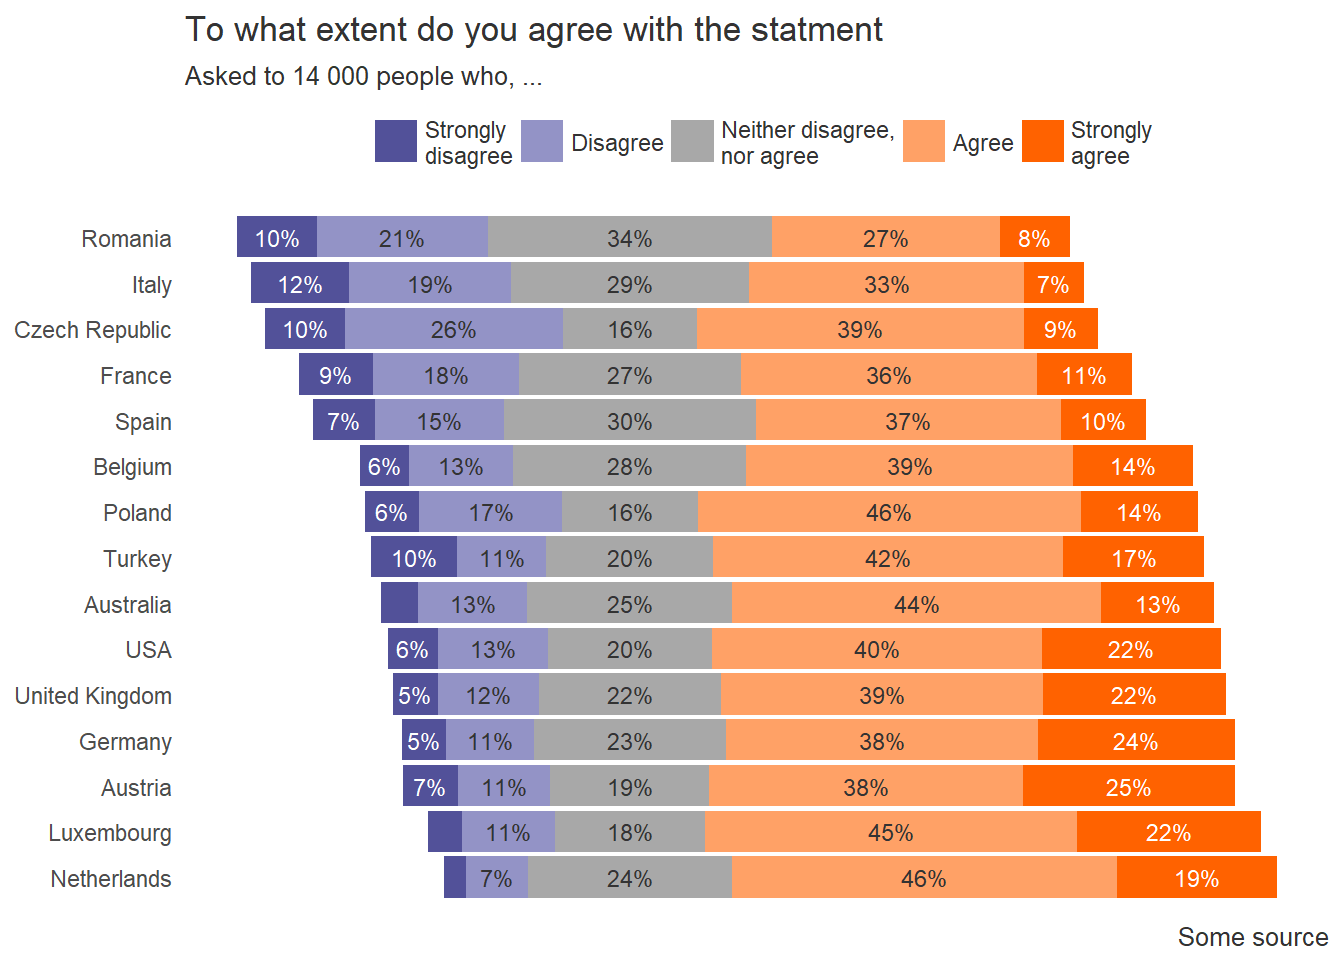 To what extent do you agree with the statment
Asked to 14 000 people who, ...
Strongly disagree Disagree Neither disagree, nor agree Agree Strongly agree
Romania 10% 21% 34% 27% 8%
Italy 12% 19% 29% 33% 7%
Czech Republic 10% 26% 16% 39% 9%
France 9% 18% 27% 36% 11%
Spain 7% 15% 30% 37% 10%
Belgium 6% 13% 28% 39% 14%
Poland 6% 17% 16% 46% 14%
Turkey 10% 11% 20% 42% 17%
Australia 13% 25% 44% 13%
USA 6% 13% 20% 40% 22%
United Kingdom 5% 12% 22% 39% 22%
Germany 5% 11% 23% 38% 24%
Austria 7% 11% 19% 38% 25%
Luxembourg 11% 18% 45% 22%
Netherlands 7% 24% 46% 19%
Some source